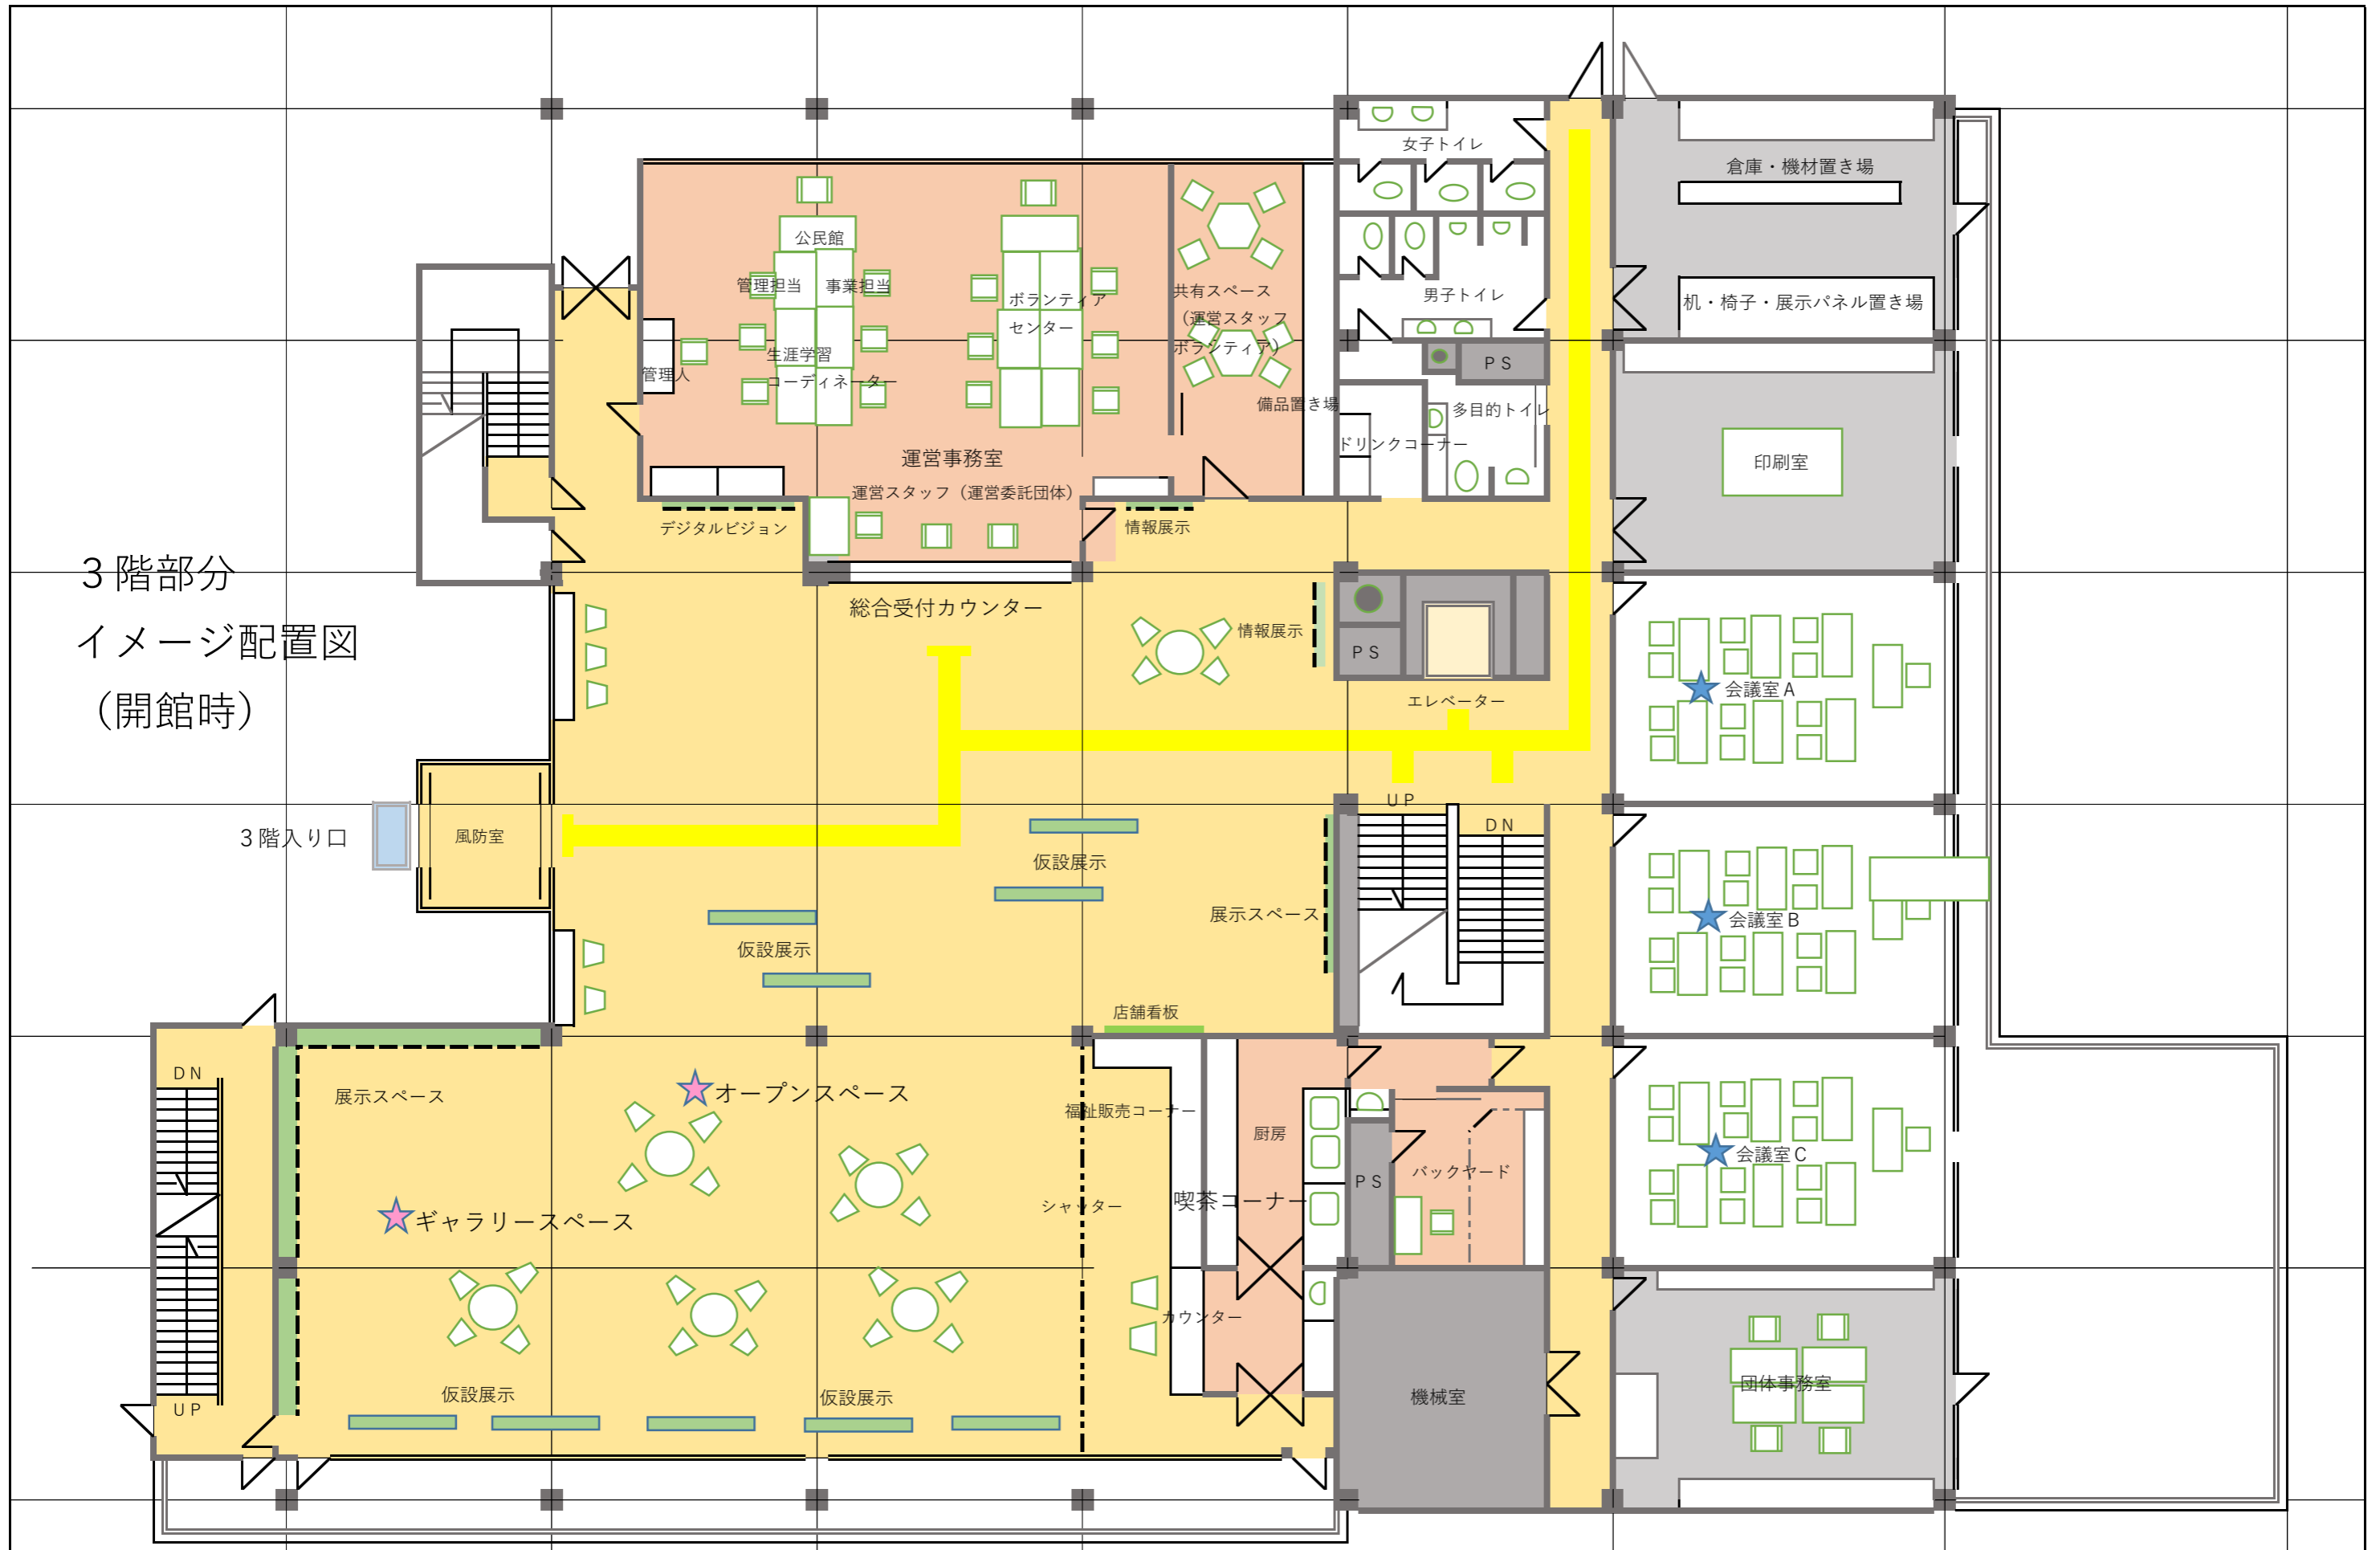 ３階部分
イメージ配置図
（開館時）
女子トイレ
倉庫・機材置き場
公民館
管理担当
事業担当
ボランティア
センター
共有スペース
（運営スタッフ
ボランティア）
男子トイレ
机・椅子・展示パネル置き場
生涯学習
コーディネーター
管理人
ＰＳ
備品置き場
多目的トイレ
ドリンクコーナー
運営事務室
印刷室
運営スタッフ（運営委託団体）
デジタルビジョン
情報展示
総合受付カウンター
情報展示
ＰＳ
エレベーター
会議室Ａ
ＵＰ
ＤＮ
３階入り口
風防室
仮設展示
展示スペース
会議室Ｂ
仮設展示
店舗看板
ＤＮ
展示スペース
オープンスペース
福祉販売コーナー
厨房
会議室Ｃ
バックヤード
ＰＳ
シャッター
喫茶コーナー
ギャラリースペース
カウンター
仮設展示
仮設展示
機械室
団体事務室
ＵＰ